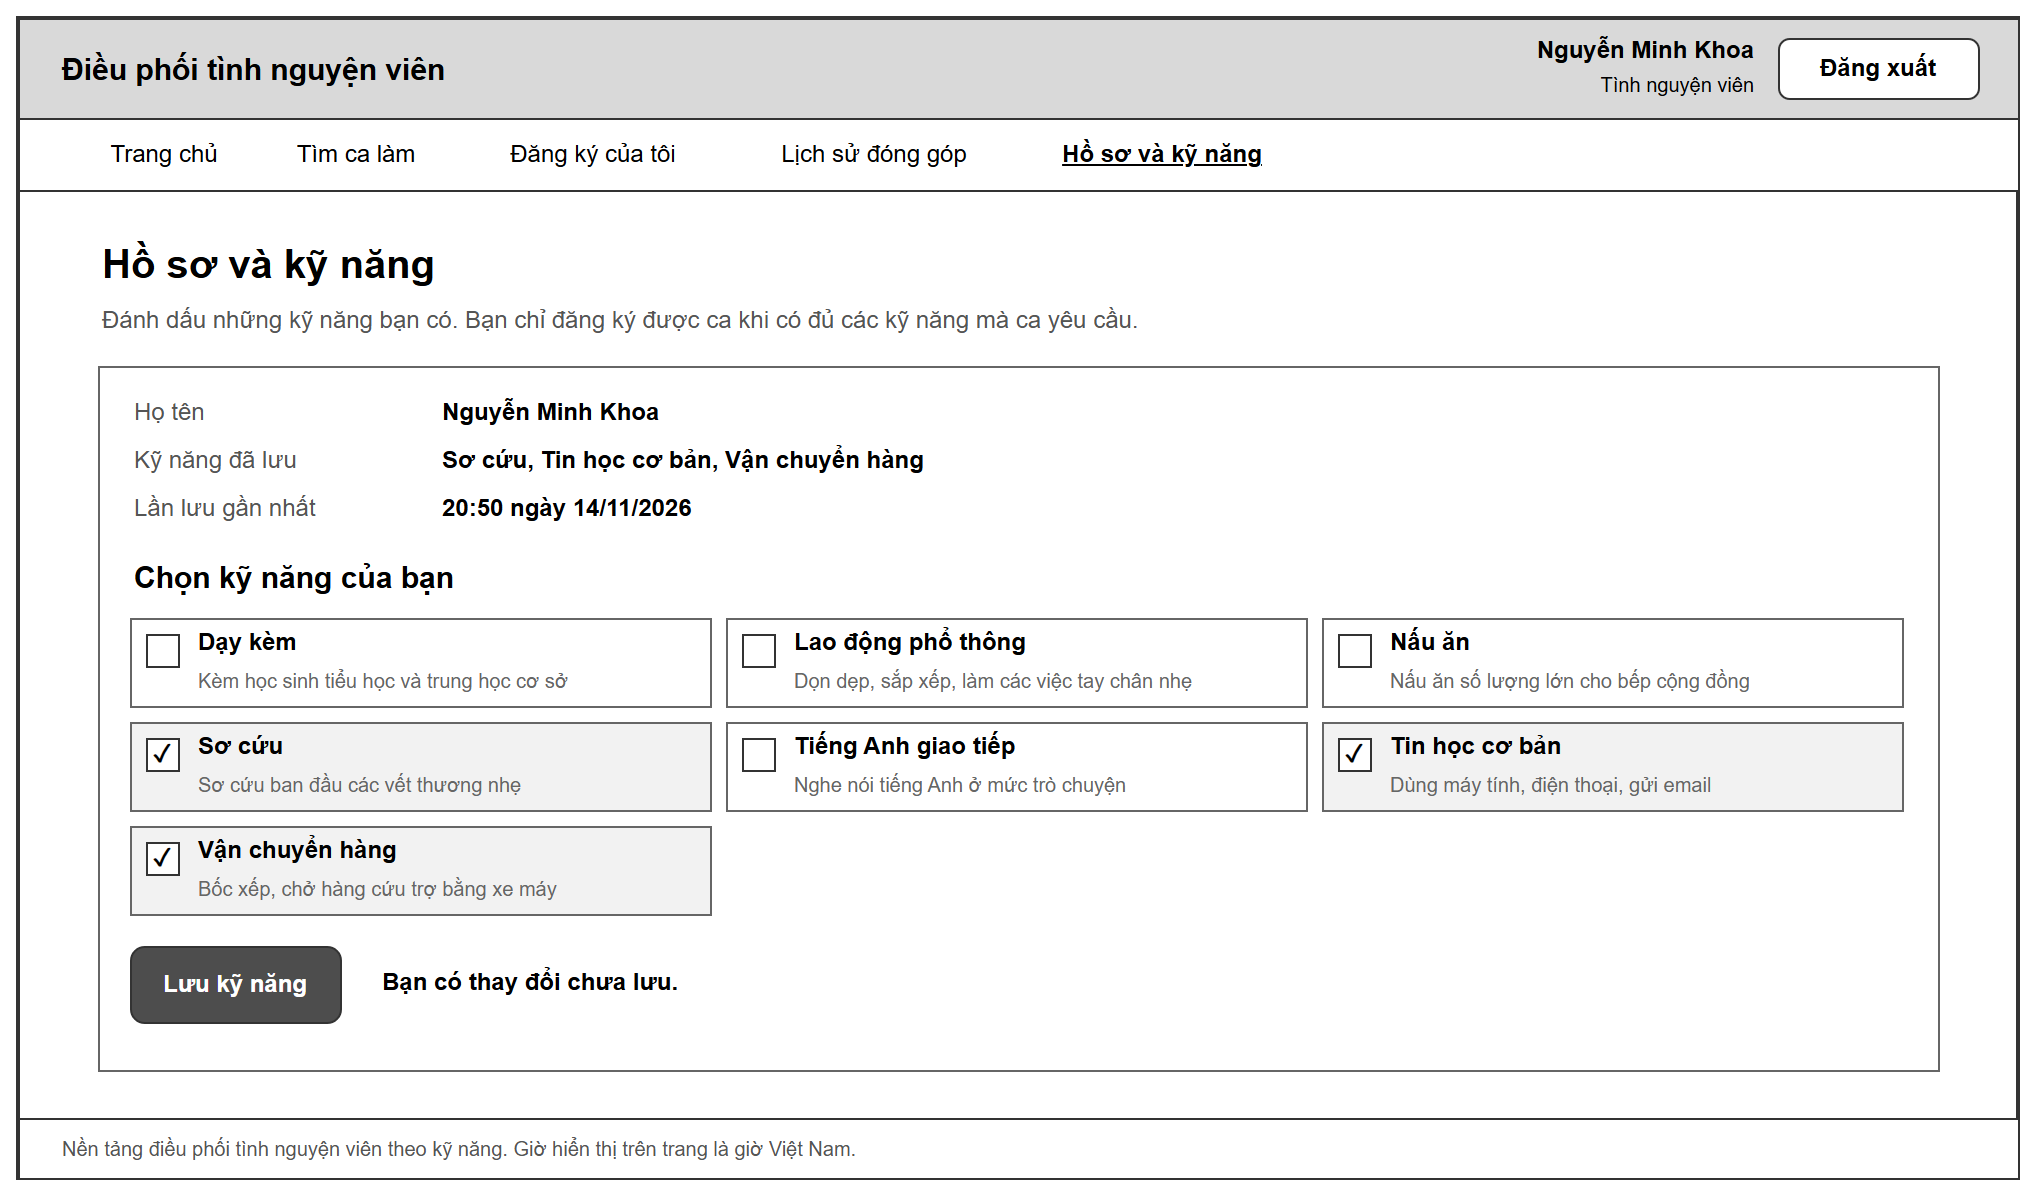 Điều phối tình nguyện viên
Nguyễn Minh Khoa
Tình nguyện viên
Đăng xuất
Trang chủ
Tìm ca làm
Đăng ký của tôi
Lịch sử đóng góp
Hồ sơ và kỹ năng
Hồ sơ và kỹ năng
Đánh dấu những kỹ năng bạn có. Bạn chỉ đăng ký được ca khi có đủ các kỹ năng mà ca yêu cầu.
Họ tên
Nguyễn Minh Khoa
Kỹ năng đã lưu
Sơ cứu, Tin học cơ bản, Vận chuyển hàng
Lần lưu gần nhất
20:50 ngày 14/11/2026
Chọn kỹ năng của bạn
Dạy kèm
Kèm học sinh tiểu học và trung học cơ sở
Lao động phổ thông
Dọn dẹp, sắp xếp, làm các việc tay chân nhẹ
Nấu ăn
Nấu ăn số lượng lớn cho bếp cộng đồng
Sơ cứu
Sơ cứu ban đầu các vết thương nhẹ
Tiếng Anh giao tiếp
Nghe nói tiếng Anh ở mức trò chuyện
Tin học cơ bản
Dùng máy tính, điện thoại, gửi email
Vận chuyển hàng
Bốc xếp, chở hàng cứu trợ bằng xe máy
Lưu kỹ năng
Bạn có thay đổi chưa lưu.
Nền tảng điều phối tình nguyện viên theo kỹ năng. Giờ hiển thị trên trang là giờ Việt Nam.